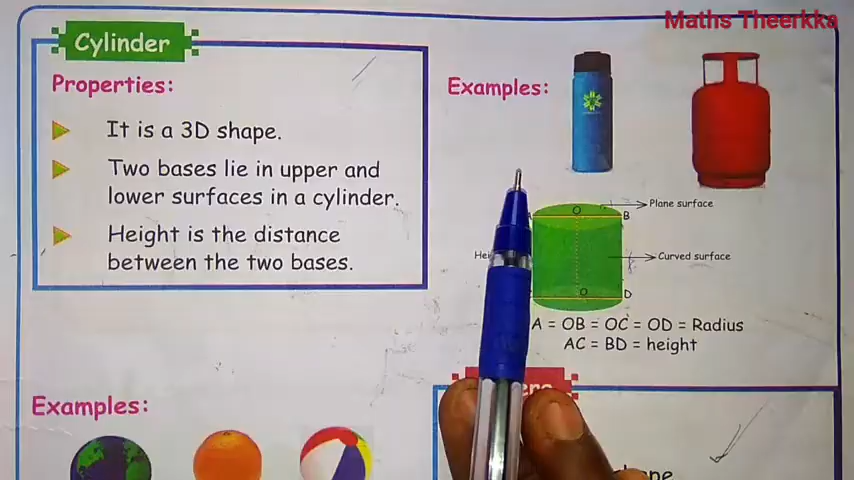 Maths Theerkka
Cylinder
Properties:
It is a 3D shape.
Two bases lie in upper and
lower surfaces in a cylinder.
Height is the distance
between the two bases.
Examples:
O
Plane surface
B
Curved surface
O
D
A = OB = OC = OD = Radius
AC = BD = height
Examples: